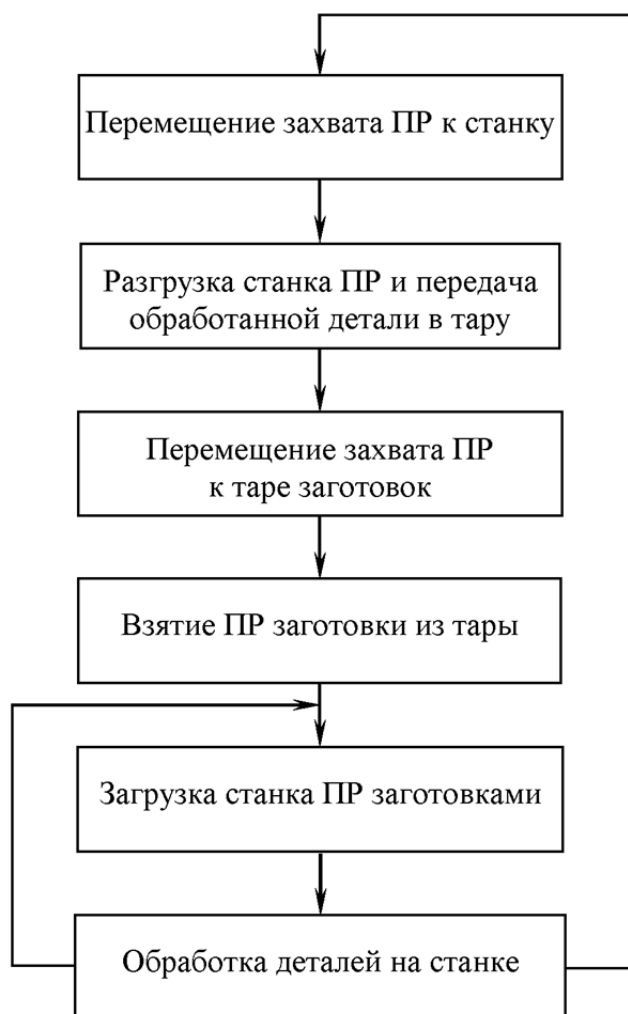 Перемещение захвата ПР к станку
Разгрузка станка ПР и передача
обработанной детали в тару
Перемещение захвата ПР
к таре заготовок
Взятие ПР заготовки из тары
Загрузка станка ПР заготовками
Обработка деталей на станке